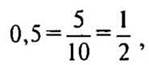 0,5 = 5/10 = 1/2 ,